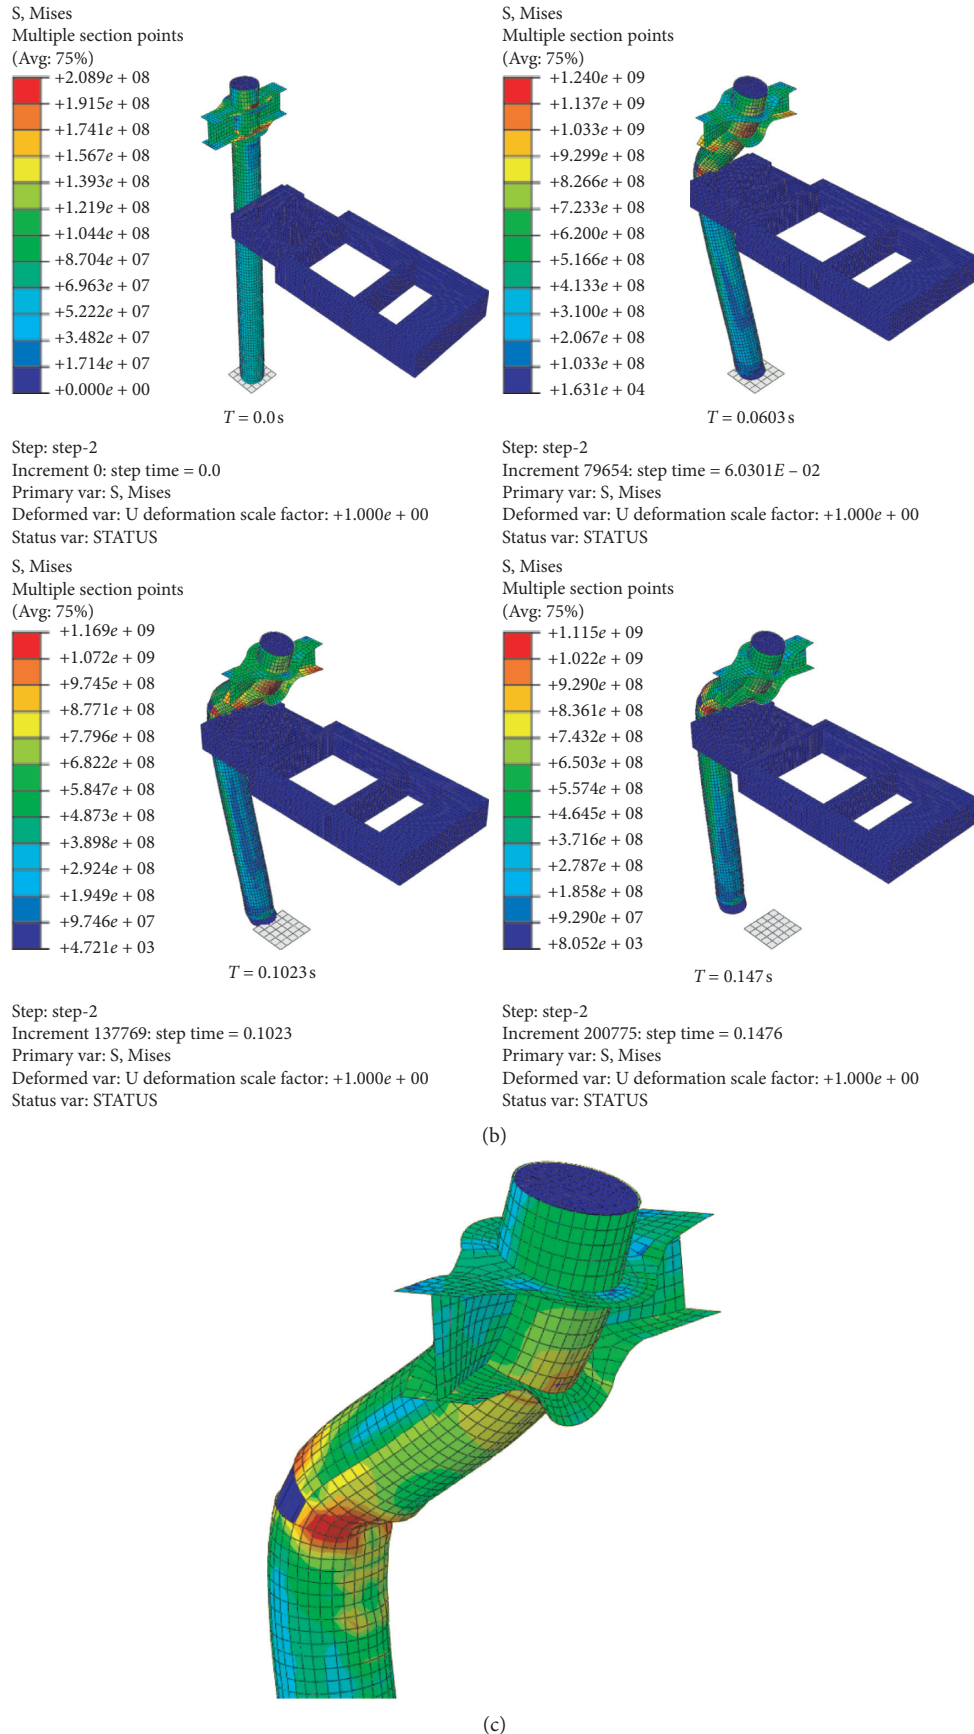 S, Mises
Multiple section points
(Avg: 75%)
+2.089e + 08
+1.915e + 08
+1.741e + 08
+1.567e + 08
+1.393e + 08
+1.219e + 08
+1.044e + 08
+8.704e + 07
+6.963e + 07
+5.222e + 07
+3.482e + 07
+1.714e + 07
+0.000e + 00
T = 0.0 s
Step: step-2
Increment 0: step time = 0.0
Primary var: S, Mises
Deformed var: U deformation scale factor: +1.000e + 00
Status var: STATUS
S, Mises
Multiple section points
(Avg: 75%)
+1.240e + 09
+1.137e + 09
+1.033e + 09
+9.299e + 08
+8.266e + 08
+7.233e + 08
+6.200e + 08
+5.166e + 08
+4.133e + 08
+3.100e + 08
+2.067e + 08
+1.033e + 08
+1.631e + 04
T = 0.0603 s
Step: step-2
Increment 79654: step time = 6.0301E – 02
Primary var: S, Mises
Deformed var: U deformation scale factor: +1.000e + 00
Status var: STATUS
S, Mises
Multiple section points
(Avg: 75%)
+1.169e + 09
+1.072e + 09
+9.745e + 08
+8.771e + 08
+7.796e + 08
+6.822e + 08
+5.847e + 08
+4.873e + 08
+3.898e + 08
+2.924e + 08
+1.949e + 08
+9.746e + 07
+4.721e + 03
T = 0.1023 s
Step: step-2
Increment 137769: step time = 0.1023
Primary var: S, Mises
Deformed var: U deformation scale factor: +1.000e + 00
Status var: STATUS
S, Mises
Multiple section points
(Avg: 75%)
+1.115e + 09
+1.022e + 09
+9.290e + 08
+8.361e + 08
+7.432e + 08
+6.503e + 08
+5.574e + 08
+4.645e + 08
+3.716e + 08
+2.787e + 08
+1.858e + 08
+9.290e + 07
+8.052e + 03
T = 0.147 s
Step: step-2
Increment 200775: step time = 0.1476
Primary var: S, Mises
Deformed var: U deformation scale factor: +1.000e + 00
Status var: STATUS
(b)
(c)